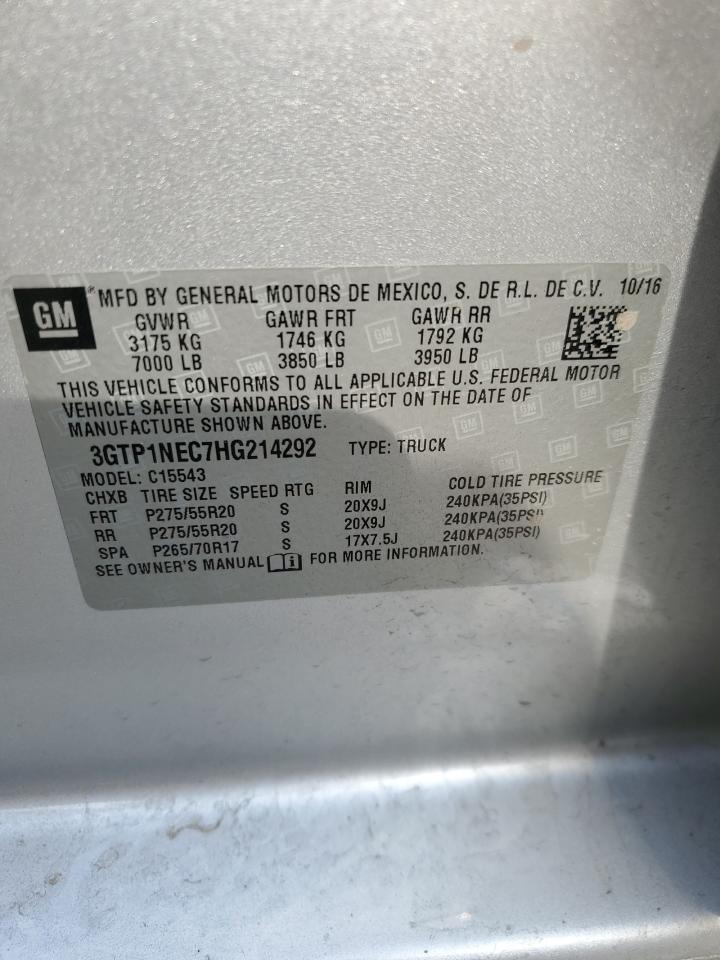 GM ® MFD BY GENERAL MOTORS DE MEXICO, S. DE R.L. DE C.V. 10/16
GVWR GAWR FRT GAWR RR
3175 KG 1746 KG 1792 KG
7000 LB 3850 LB 3950 LB
THIS VEHICLE CONFORMS TO ALL APPLICABLE U.S. FEDERAL MOTOR
VEHICLE SAFETY STANDARDS IN EFFECT ON THE DATE OF
MANUFACTURE SHOWN ABOVE.
3GTP1NEC7HG214292 TYPE: TRUCK
MODEL: C15543
CHXB TIRE SIZE SPEED RTG RIM COLD TIRE PRESSURE
FRT P275/55R20 S 20X9J 240KPA(35PSI)
RR P275/55R20 S 20X9J 240KPA(35PSI)
SPA P265/70R17 S 17X7.5J 240KPA(35PSI)
SEE OWNER'S MANUAL i FOR MORE INFORMATION.